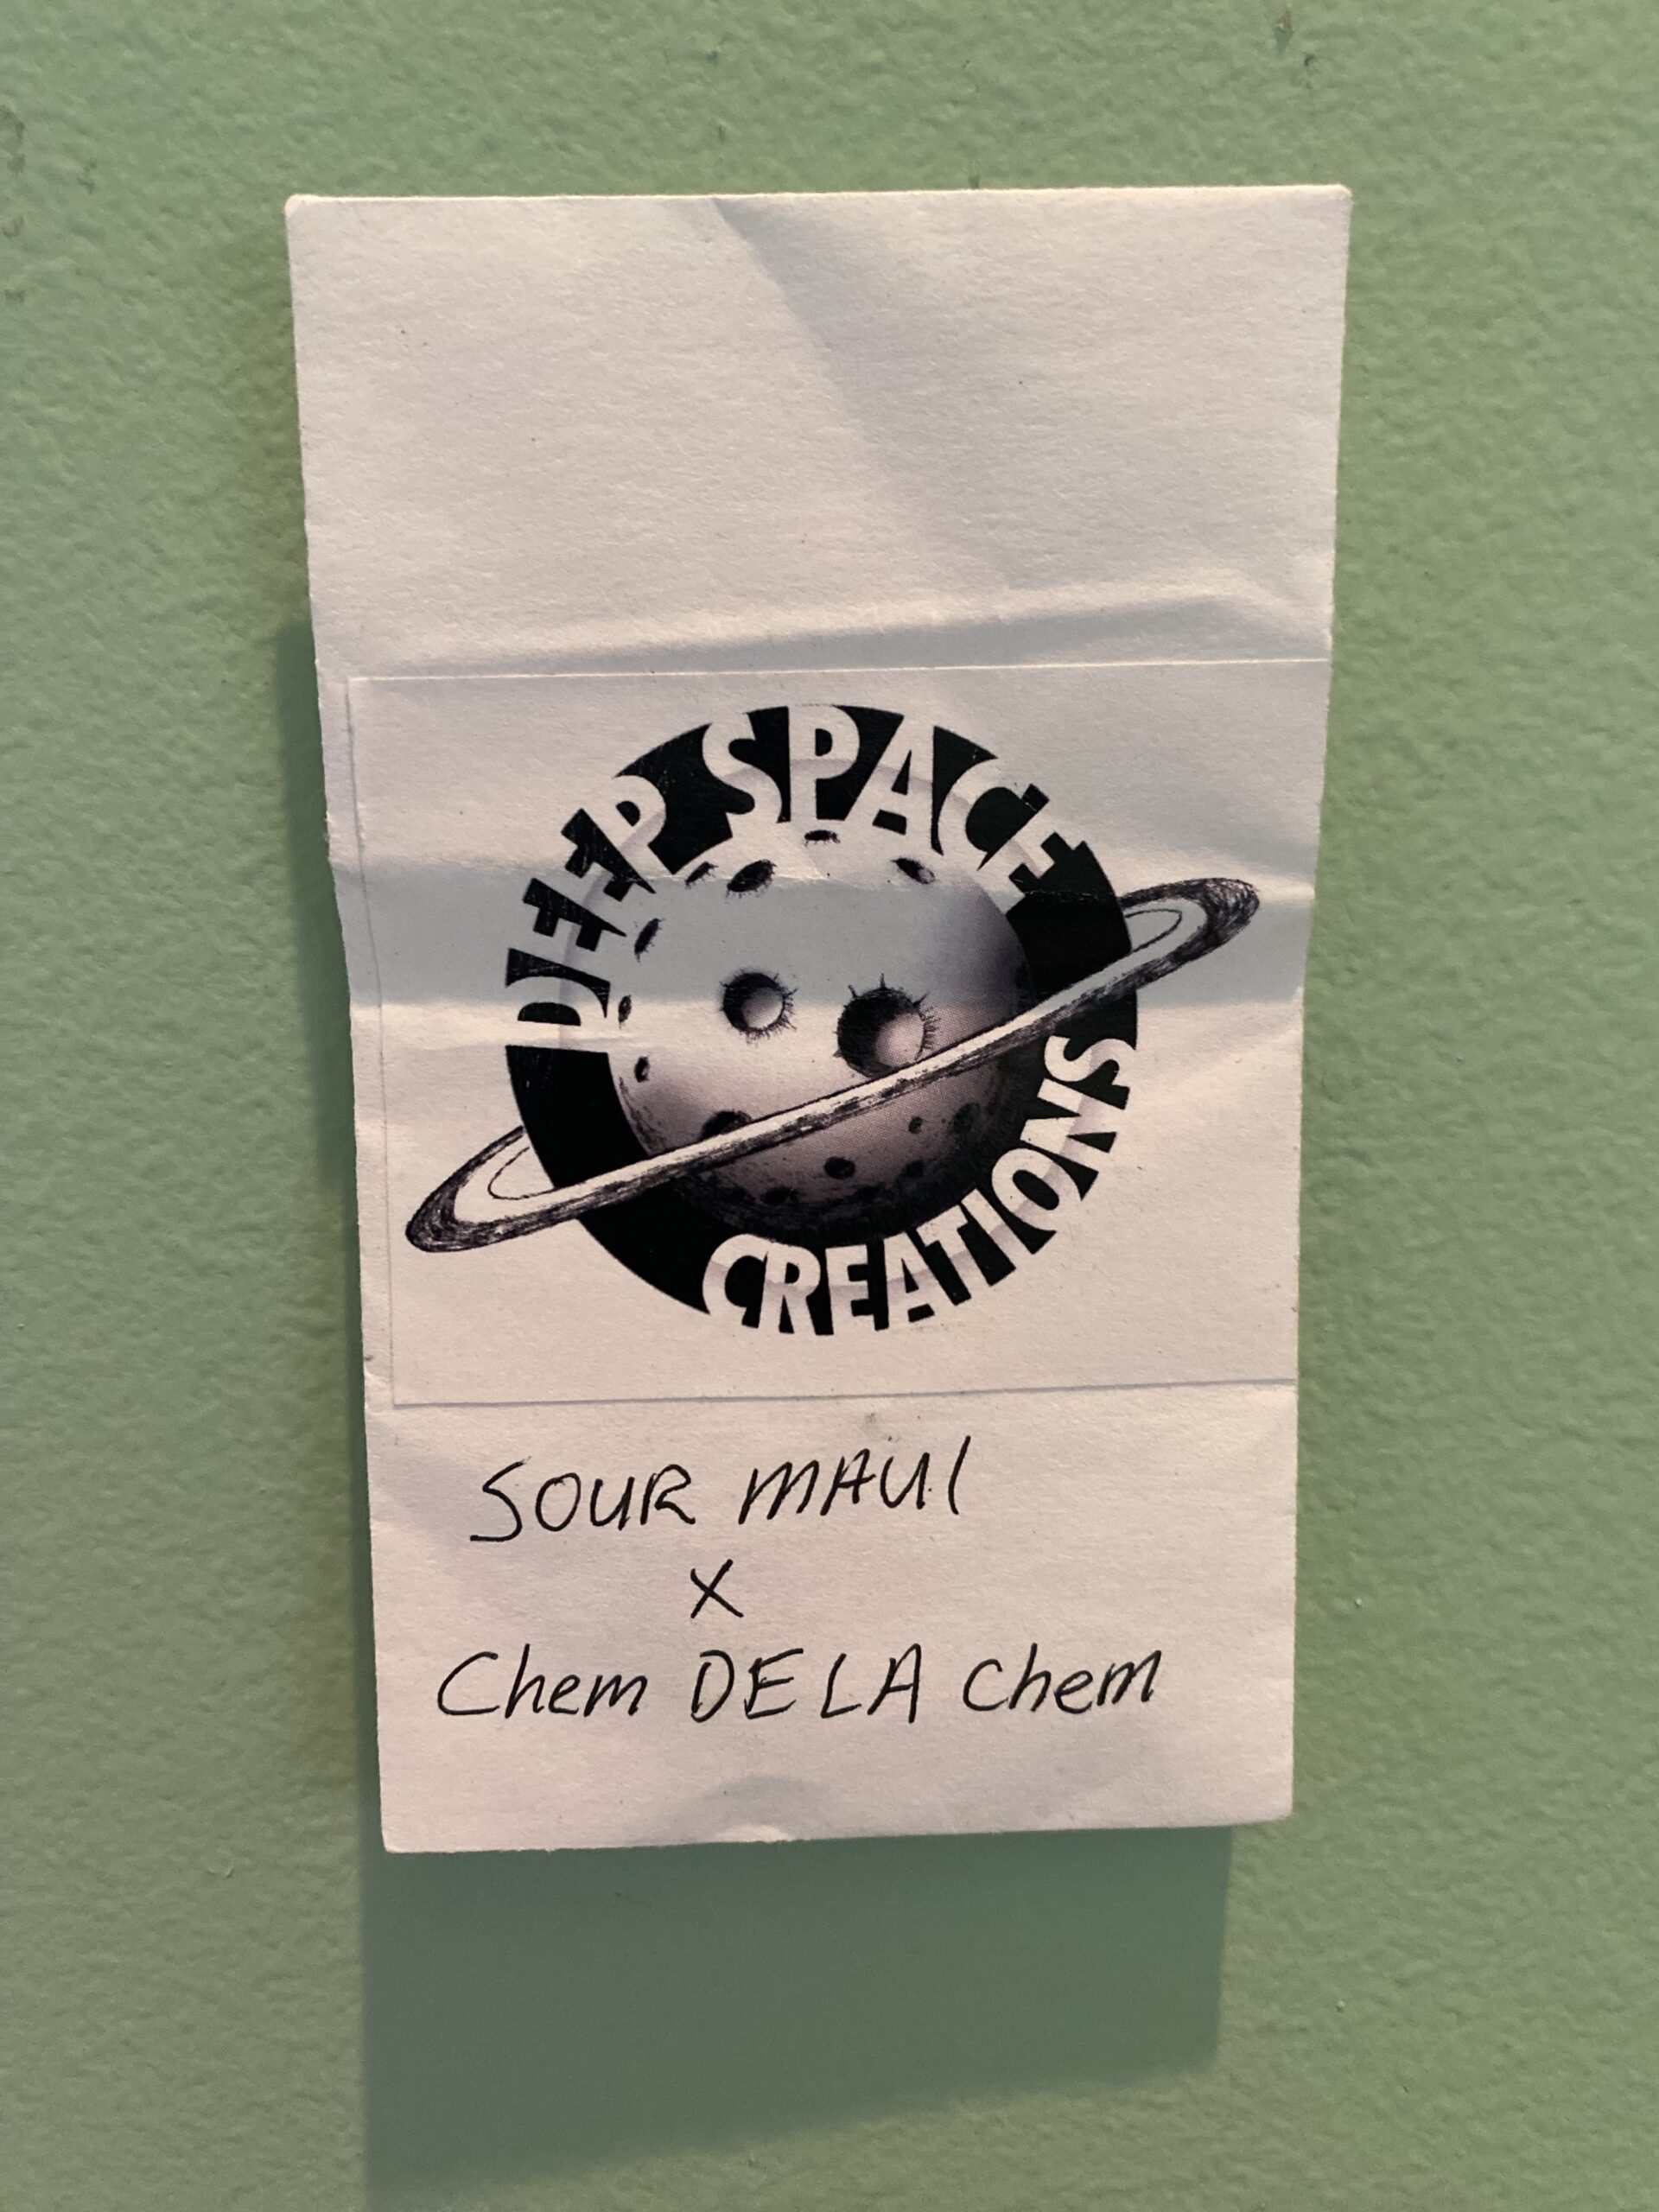 DEEP SPACE
CREATIONS
SOUR MAUI
X
Chem DE LA Chem